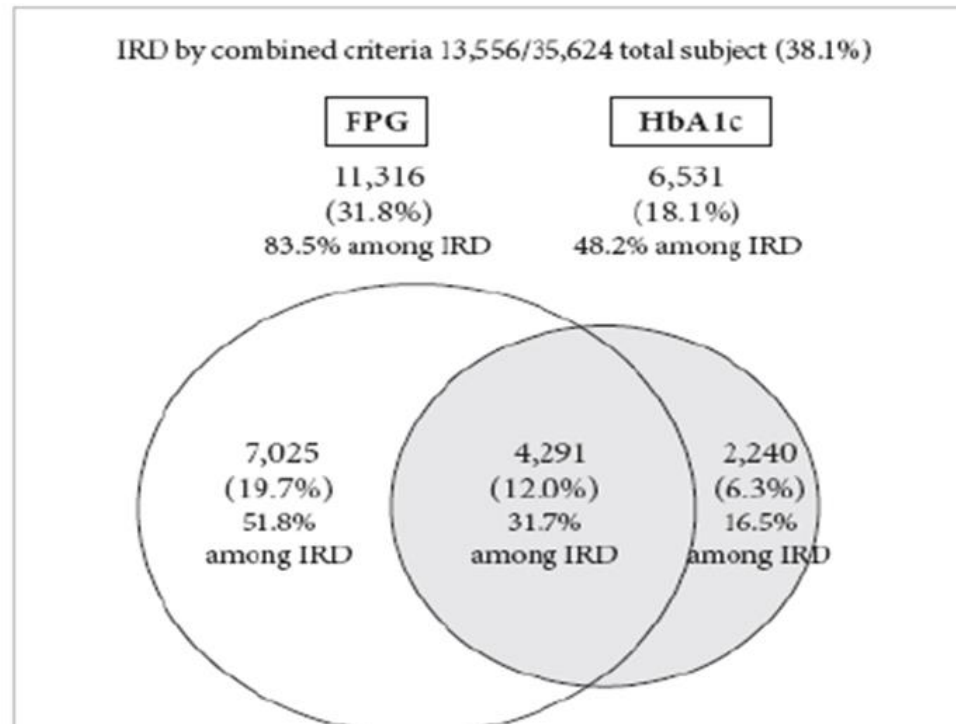 IRD by combined criteria 13,556/35,624 total subject (38.1%)
FPG
11,316
(31.8%)
83.5% among IRD
HbA1c
6,531
(18.1%)
48.2% among IRD
7,025
(19.7%)
51.8%
among IRD
4,291
(12.0%)
31.7%
among IRD
2,240
(6.3%)
16.5%
among IRD